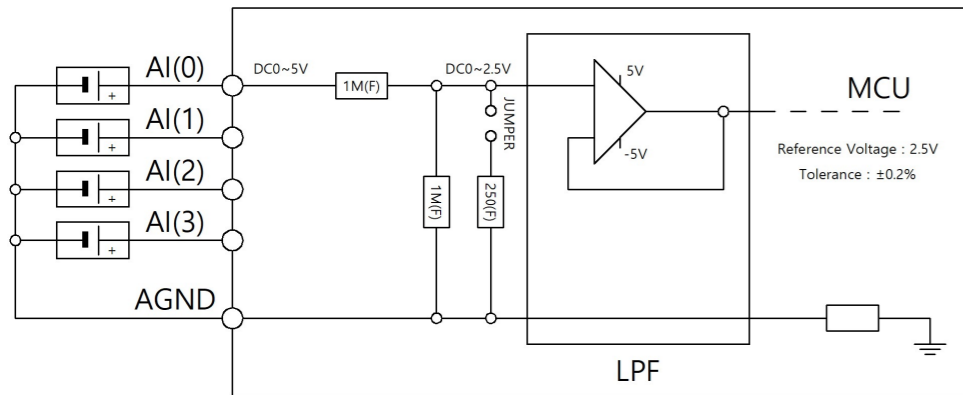 AI(0)
DC0~5V
1M(F)
DC0~2.5V
JUMPER
5V
-5V
MCU
Reference Voltage : 2.5V
Tolerance : ±0.2%
+
AI(1)
+
AI(2)
+
AI(3)
+
1M(F)
250(F)
AGND
LPF